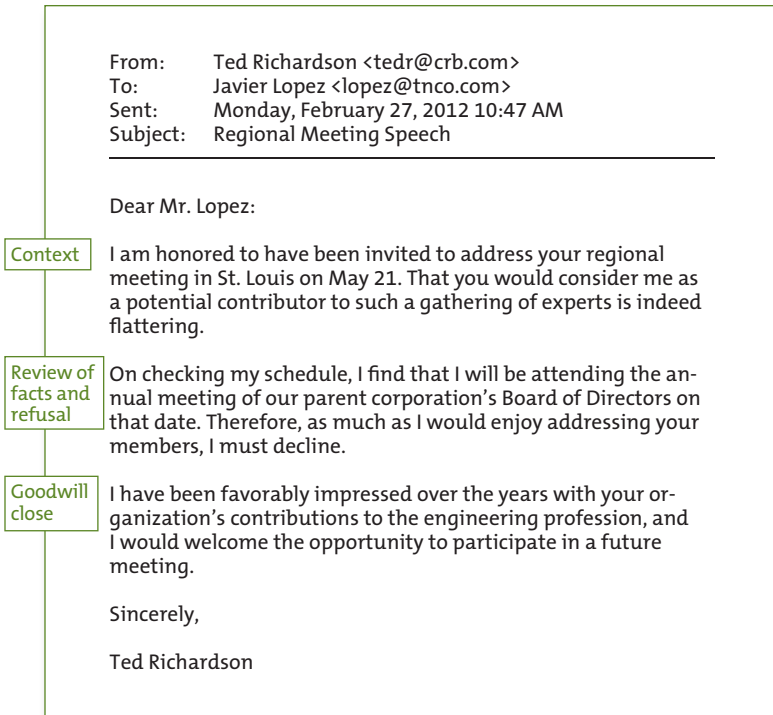 From: Ted Richardson <tedr@crb.com>
To: Javier Lopez <lopez@tnco.com>
Sent: Monday, February 27, 2012 10:47 AM
Subject: Regional Meeting Speech
Dear Mr. Lopez:
Context
I am honored to have been invited to address your regional
meeting in St. Louis on May 21. That you would consider me as
a potential contributor to such a gathering of experts is indeed
flattering.
Review of
facts and
refusal
On checking my schedule, I find that I will be attending the an-
nual meeting of our parent corporation's Board of Directors on
that date. Therefore, as much as I would enjoy addressing your
members, I must decline.
Goodwill
close
I have been favorably impressed over the years with your or-
ganization's contributions to the engineering profession, and
I would welcome the opportunity to participate in a future
meeting.
Sincerely,
Ted Richardson